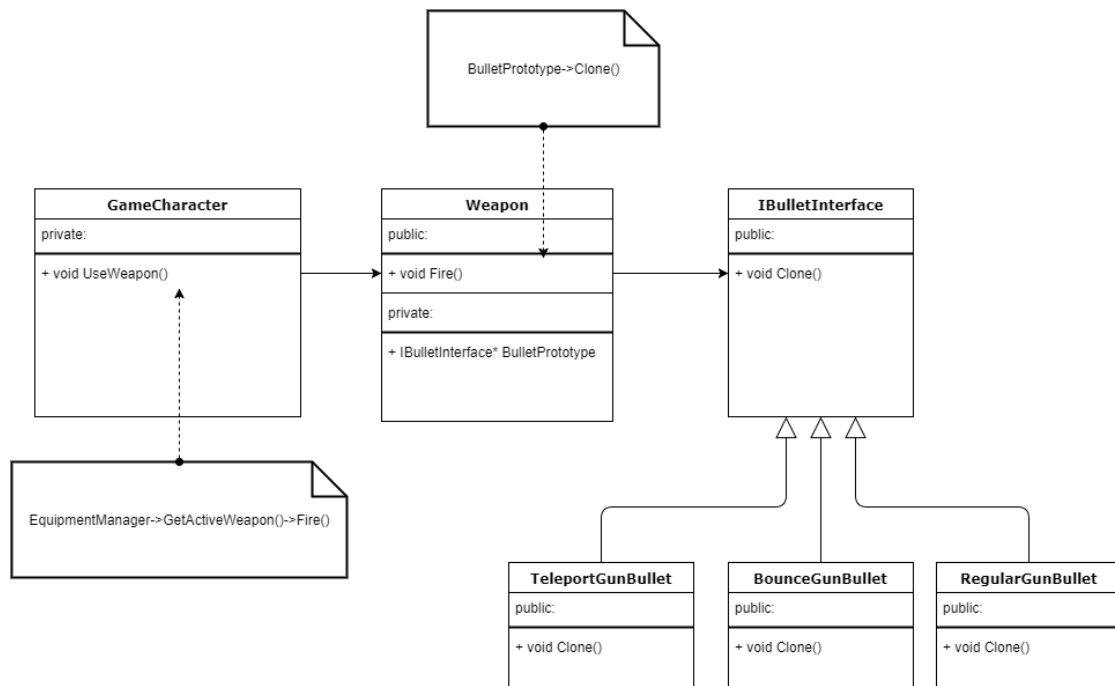 BulletPrototype->Clone()
GameCharacter
private:
+ void UseWeapon()
Weapon
public:
+ void Fire()
private:
+ IBulletInterface* BulletPrototype
IBulletInterface
public:
+ void Clone()
EquipmentManager->GetActiveWeapon()->Fire()
TeleportGunBullet
public:
+ void Clone()
BounceGunBullet
public:
+ void Clone()
RegularGunBullet
public:
+ void Clone()